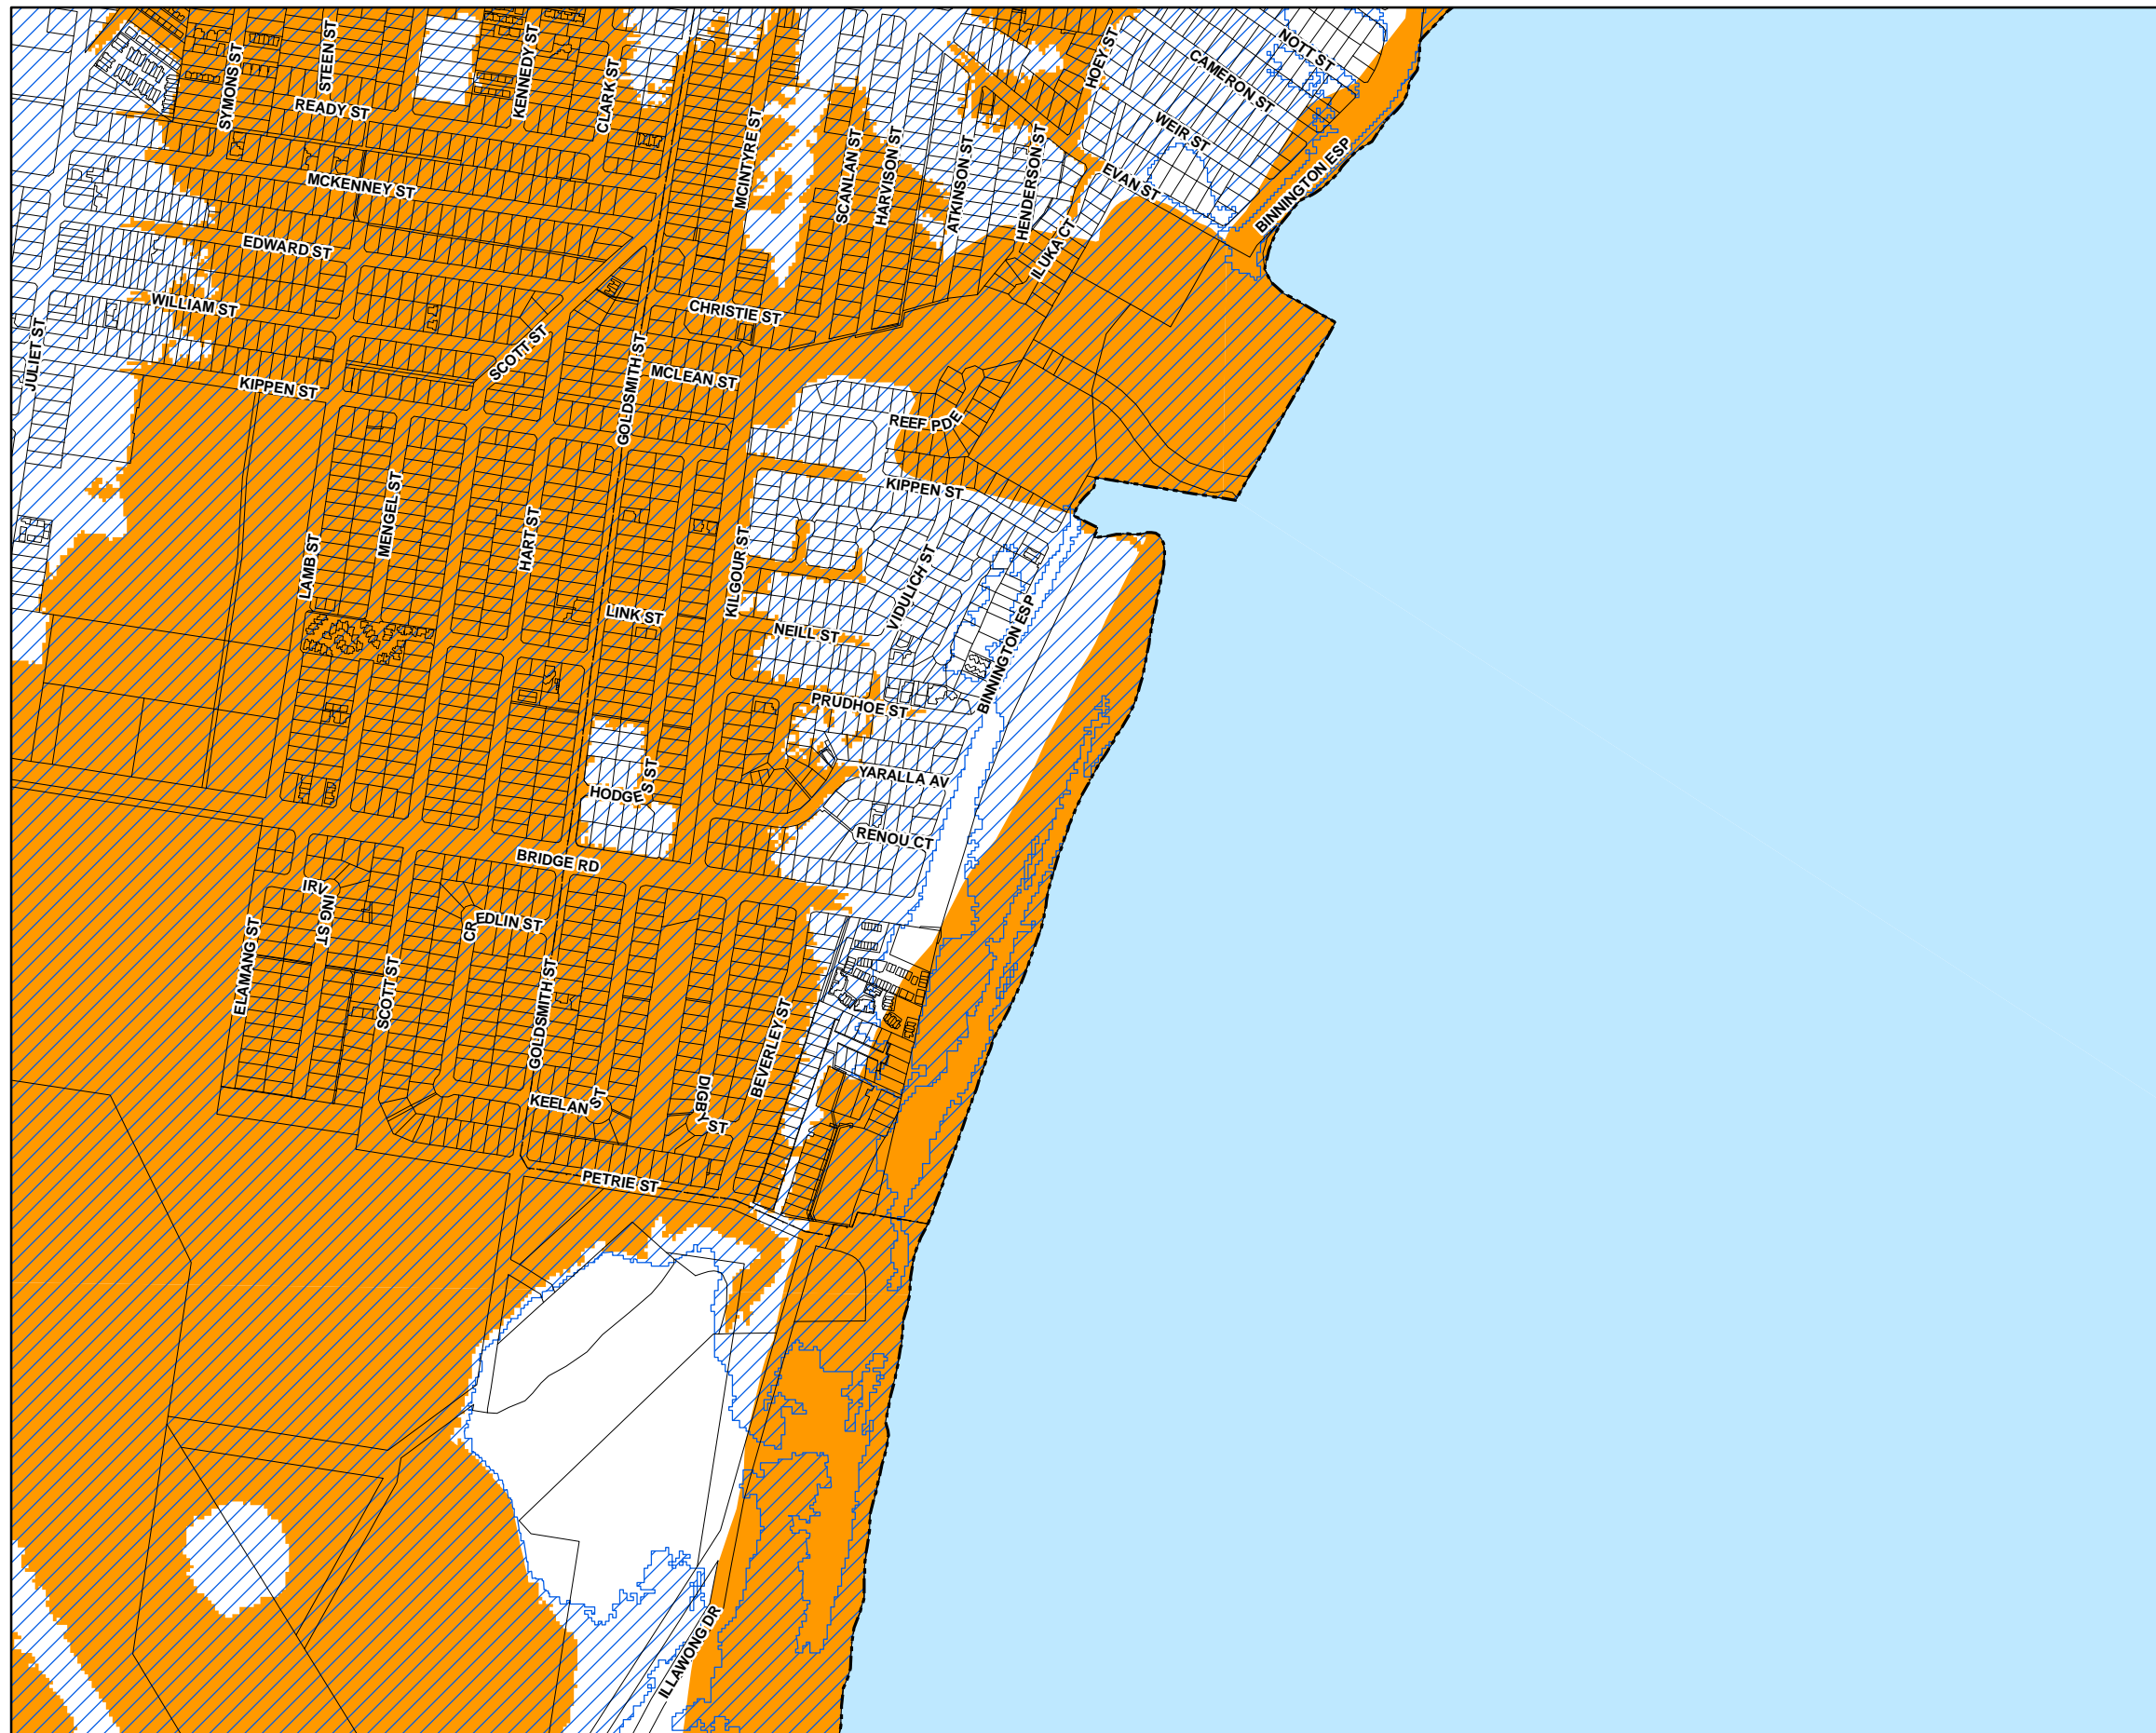 NOTT ST
CAMERON ST
HOEY ST
STEEN ST
SYMONS ST
KENNEDY ST
CLARK ST
READY ST
MCINTYRE ST
WEIR ST
SCANLAN ST
HARVISON ST
ATKINSON ST
HENDERSON ST
EVAN ST
BINNINGTON ESP
MCKENNEY ST
EDWARD ST
ILUKA CT
WILLIAM ST
CHRISTIE ST
JULIET ST
SCOTT ST
GOLDSMITH ST
MCLEAN ST
KIPPEN ST
REEF PDE
KIPPEN ST
MENGEL ST
HART ST
LAMB ST
KILGOUR ST
VIDULICH ST
LINK ST
NEILL ST
BINNINGTON ESP
PRUDHOE ST
YARALLA AV
HODGES ST
RENOU CT
BRIDGE RD
IRVING ST
EDLIN ST
CR
ELAMANG ST
SCOTT ST
GOLDSMITH ST
BEVERLEY ST
KEELAN ST
DIGBY ST
PETRIE ST
ILLAWONG DR